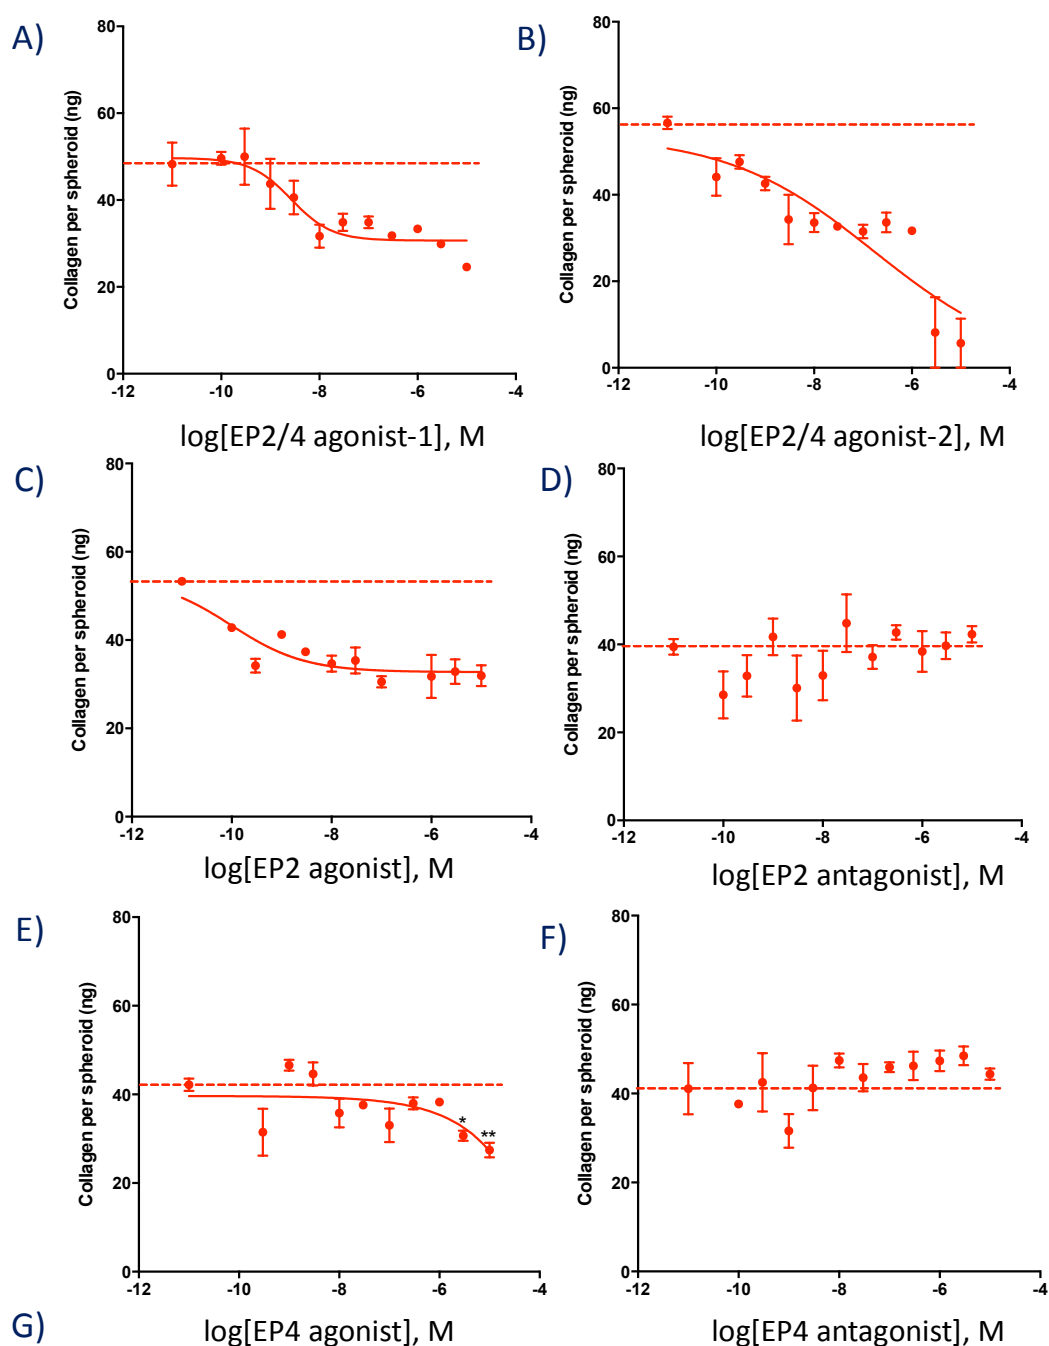 A)
Collagen per spheroid (ng)
80
60
40
20
0
-12 -10 -8 -6 -4
log[EP2/4 agonist-1], M
B)
Collagen per spheroid (ng)
80
60
40
20
0
-12 -10 -8 -6 -4
log[EP2/4 agonist-2], M
C)
Collagen per spheroid (ng)
80
60
40
20
0
-12 -10 -8 -6 -4
log[EP2 agonist], M
D)
Collagen per spheroid (ng)
80
60
40
20
0
-12 -10 -8 -6 -4
log[EP2 antagonist], M
E)
Collagen per spheroid (ng)
80
60
40
20
0
* **
-12 -10 -8 -6 -4
log[EP4 agonist], M
F)
Collagen per spheroid (ng)
80
60
40
20
0
-12 -10 -8 -6 -4
log[EP4 antagonist], M
G)